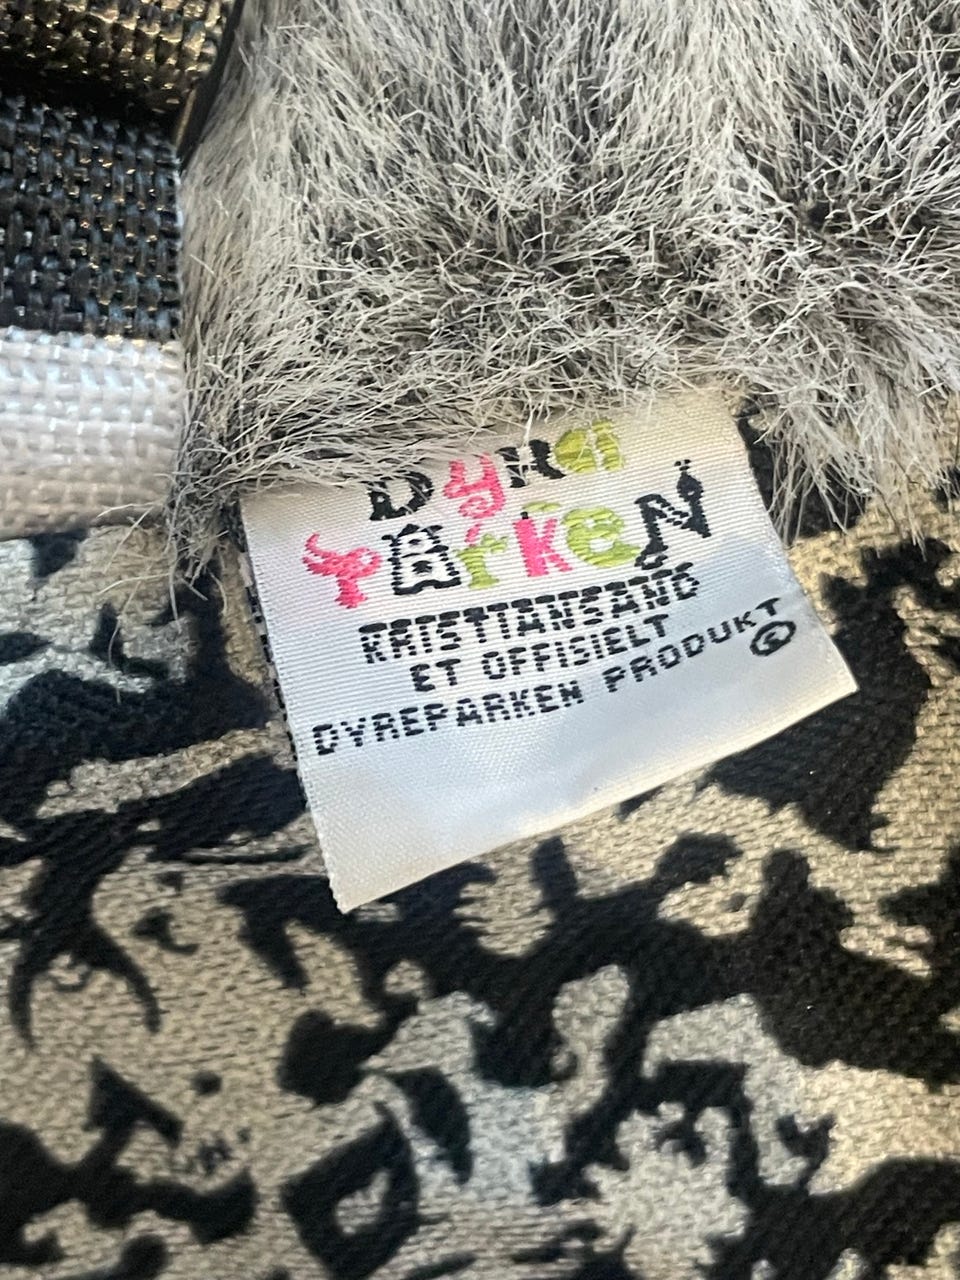 Dyre
Parken
KRISTIANSAND
ET OFFISIELT
DYREPARKEN PRODUKT ®